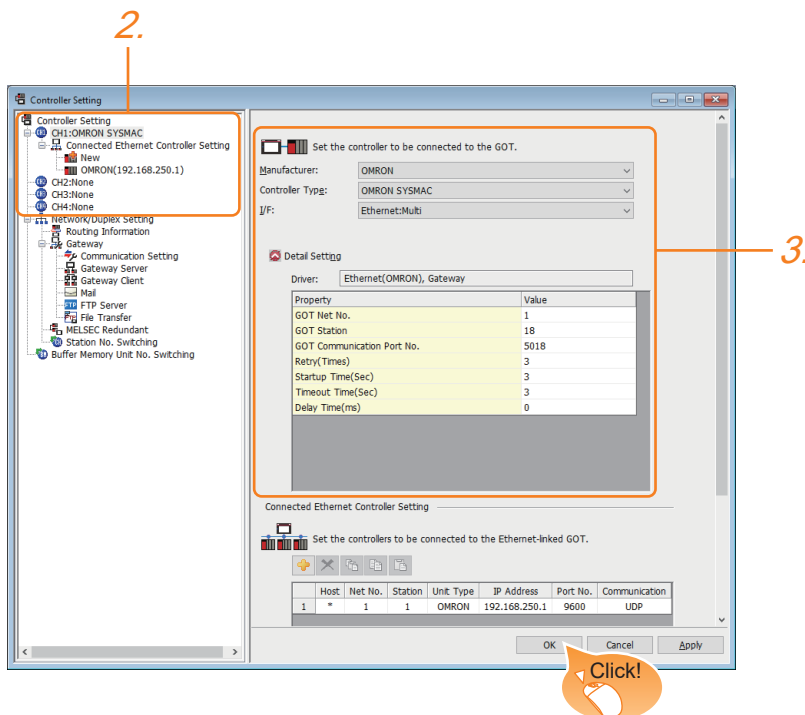 2.
Controller Setting
Controller Setting
CH1:OMRON SYSMAC
Connected Ethernet Controller Setting
New
OMRON(192.168.250.1)
CH2:None
CH3:None
CH4:None
Network/Duplex Setting
Routing Information
Gateway
Communication Setting
Gateway Server
Gateway Client
Mail
FTP Server
File Transfer
MELSEC Redundant
Station No. Switching
Buffer Memory Unit No. Switching
Set the controller to be connected to the GOT.
Manufacturer: OMRON
Controller Type: OMRON SYSMAC
I/F: Ethernet:Multi
3.
Detail Setting
Driver: Ethernet(OMRON), Gateway
Property Value
GOT Net No. 1
GOT Station 18
GOT Communication Port No. 5018
Retry(Times) 3
Startup Time(Sec) 3
Timeout Time(Sec) 3
Delay Time(ms) 0
Connected Ethernet Controller Setting
Set the controllers to be connected to the Ethernet-linked GOT.
Host Net No. Station Unit Type IP Address Port No. Communication
1 * 1 1 OMRON 192.168.250.1 9600 UDP
OK Cancel Apply
Click!